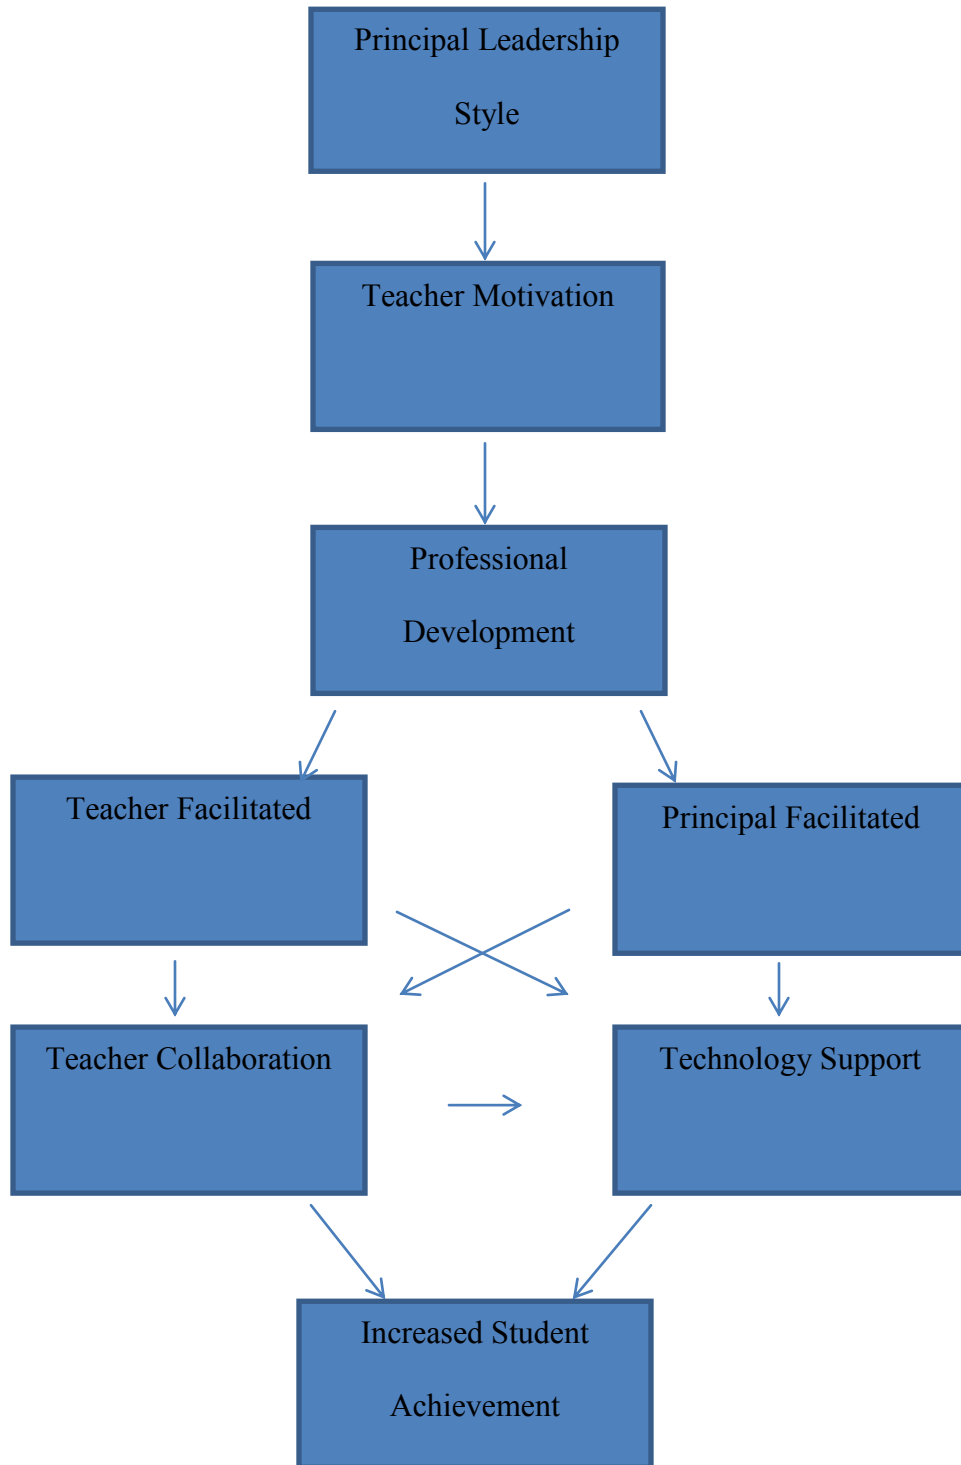 Principal Leadership
Style
Teacher Motivation
Professional
Development
Teacher Facilitated
Principal Facilitated
Teacher Collaboration
Technology Support
Increased Student
Achievement